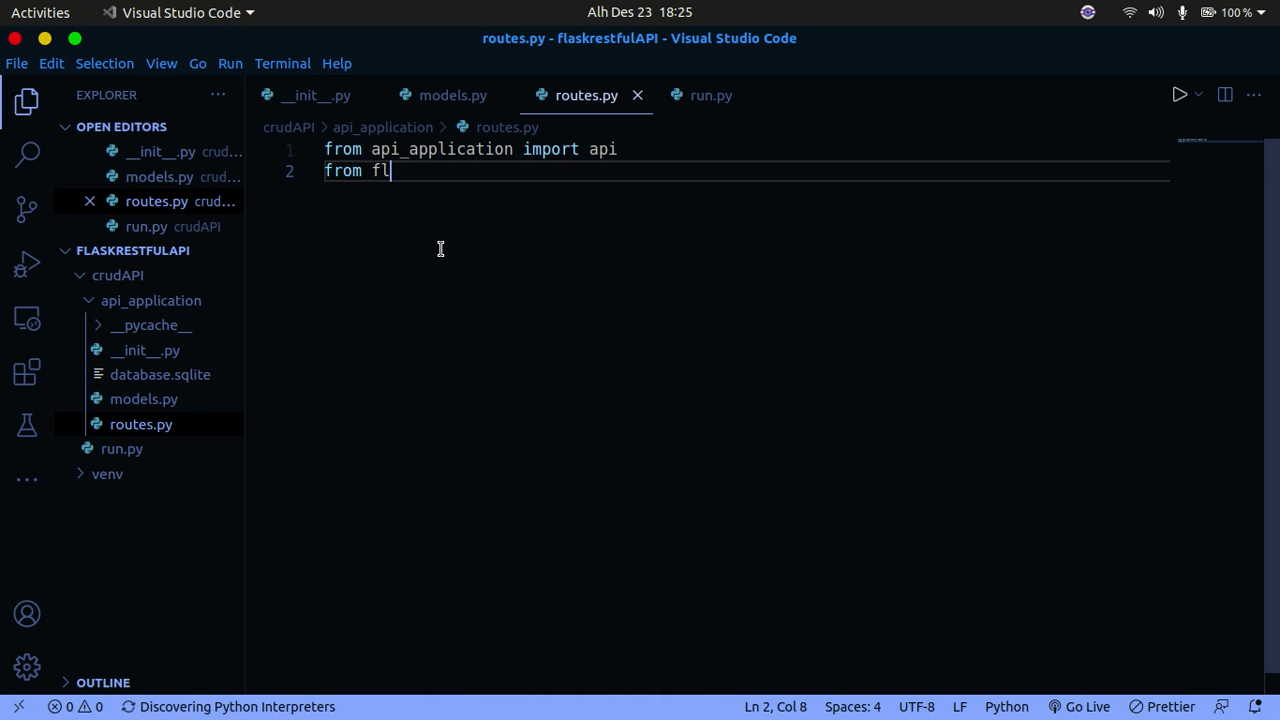 Activities
Visual Studio Code
Alh Des 23 18:25
100 %
routes.py - flaskrestfulAPI - Visual Studio Code
File Edit Selection View Go Run Terminal Help
EXPLORER
__init__.py
models.py
routes.py
run.py
OPEN EDITORS
__init__.py crud...
models.py crud...
routes.py crud...
run.py crudAPI
FLASKRESTFULAPI
crudAPI
api_application
__pycache__
__init__.py
database.sqlite
models.py
routes.py
run.py
venv
OUTLINE
crudAPI > api_application > routes.py
1 from api_application import api
2 from fl
0 0
Discovering Python Interpreters
Ln 2, Col 8
Spaces: 4
UTF-8
LF
Python
Go Live
Prettier